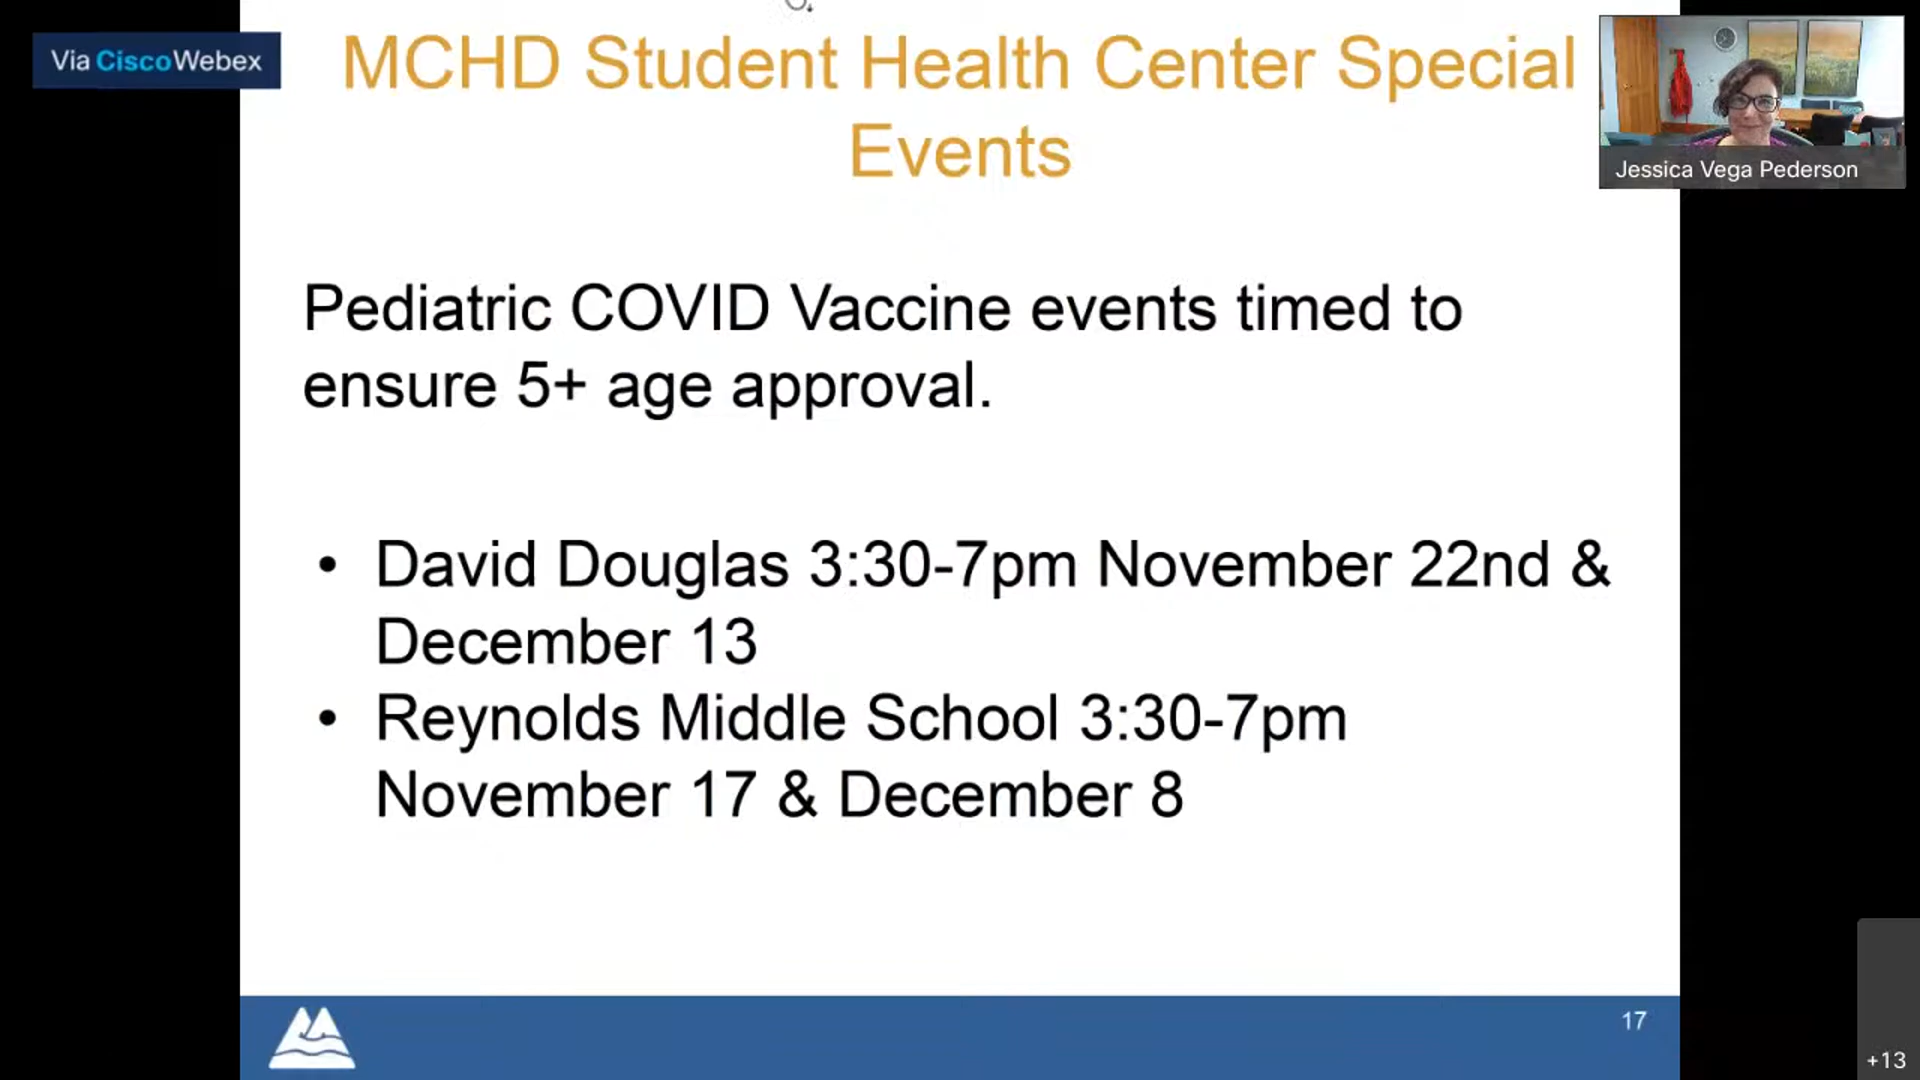 Via CiscoWebex
MCHD Student Health Center Special
Events
Jessica Vega Pederson
Pediatric COVID Vaccine events timed to
ensure 5+ age approval.
• David Douglas 3:30-7pm November 22nd &
December 13
• Reynolds Middle School 3:30-7pm
November 17 & December 8
17
+13